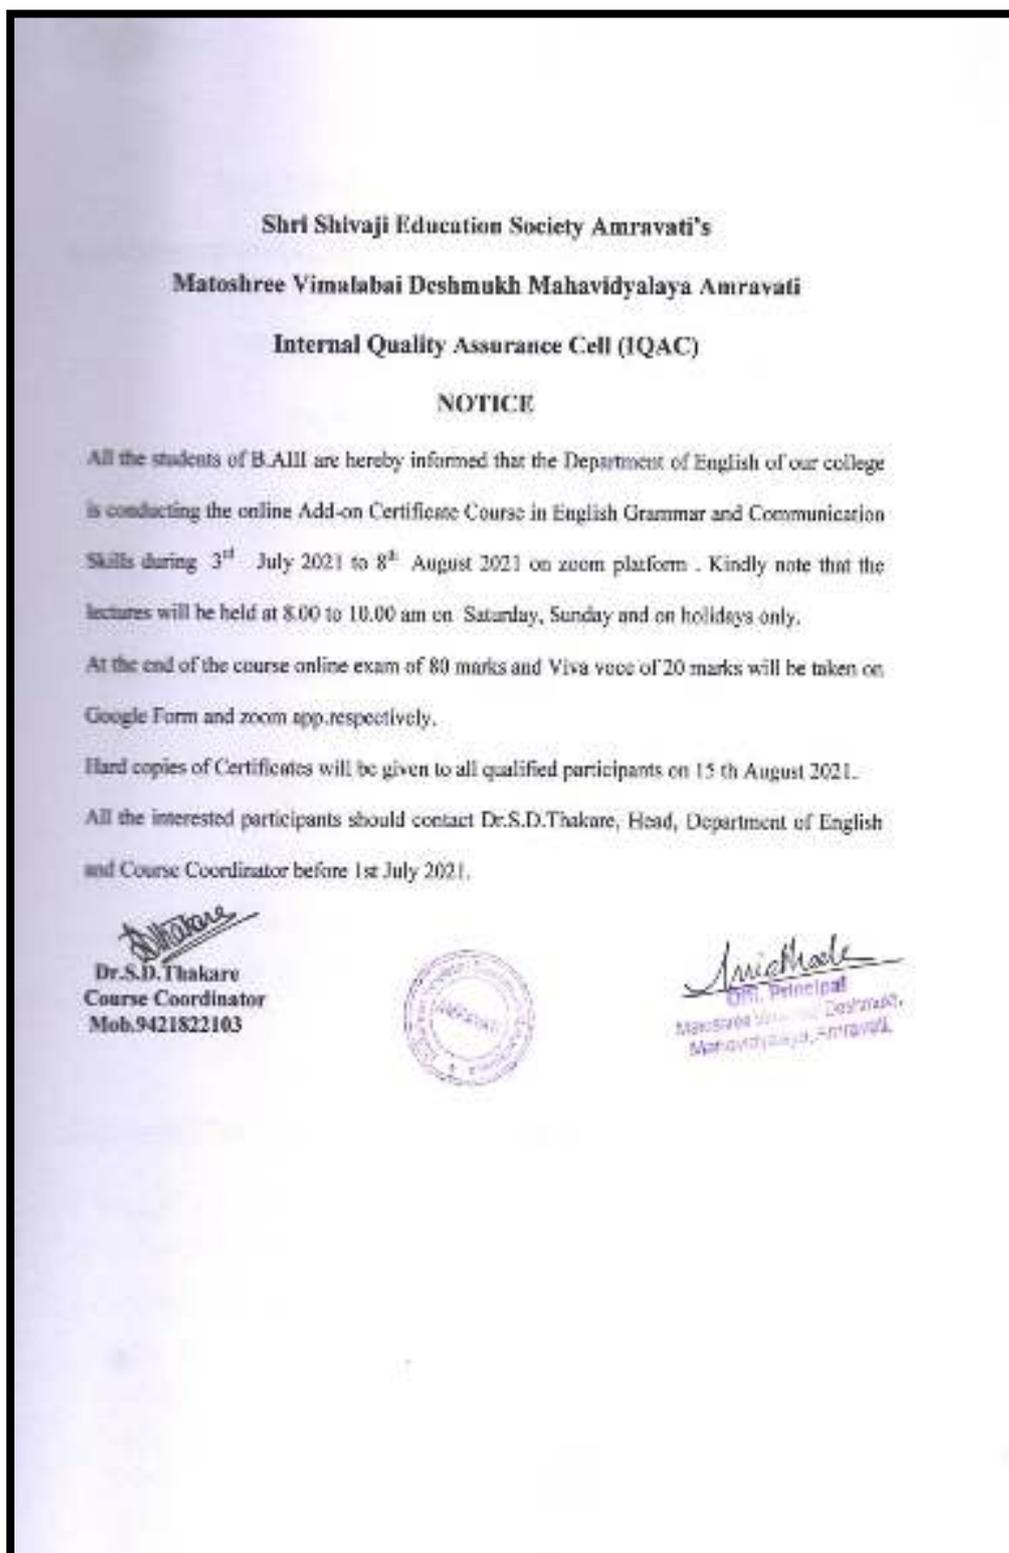 Shri Shivaji Education Society Amravati's
Matoshree Vimalabai Deshmukh Mahavidyalaya Amravati
Internal Quality Assurance Cell (IQAC)
NOTICE
All the students of B.AIII are hereby informed that the Department of English of our college
is conducting the online Add-on Certificate Course in English Grammar and Communication
Skills during 3rd July 2021 to 8th August 2021 on zoom platform . Kindly note that the
lectures will be held at 8.00 to 10.00 am on Saturday, Sunday and on holidays only.
At the end of the course online exam of 80 marks and Viva voce of 20 marks will be taken on
Google Form and zoom app.respectively.
Hard copies of Certificates will be given to all qualified participants on 15 th August 2021.
All the interested participants should contact Dr.S.D.Thakare, Head, Department of English
and Course Coordinator before 1st July 2021.
Thakare
Dr.S.D.Thakare
Course Coordinator
Mob.9421822103
AMRAVATI
Offi. Principal
Matoshree Deshmukh
Mahavidyalaya, Amravati.